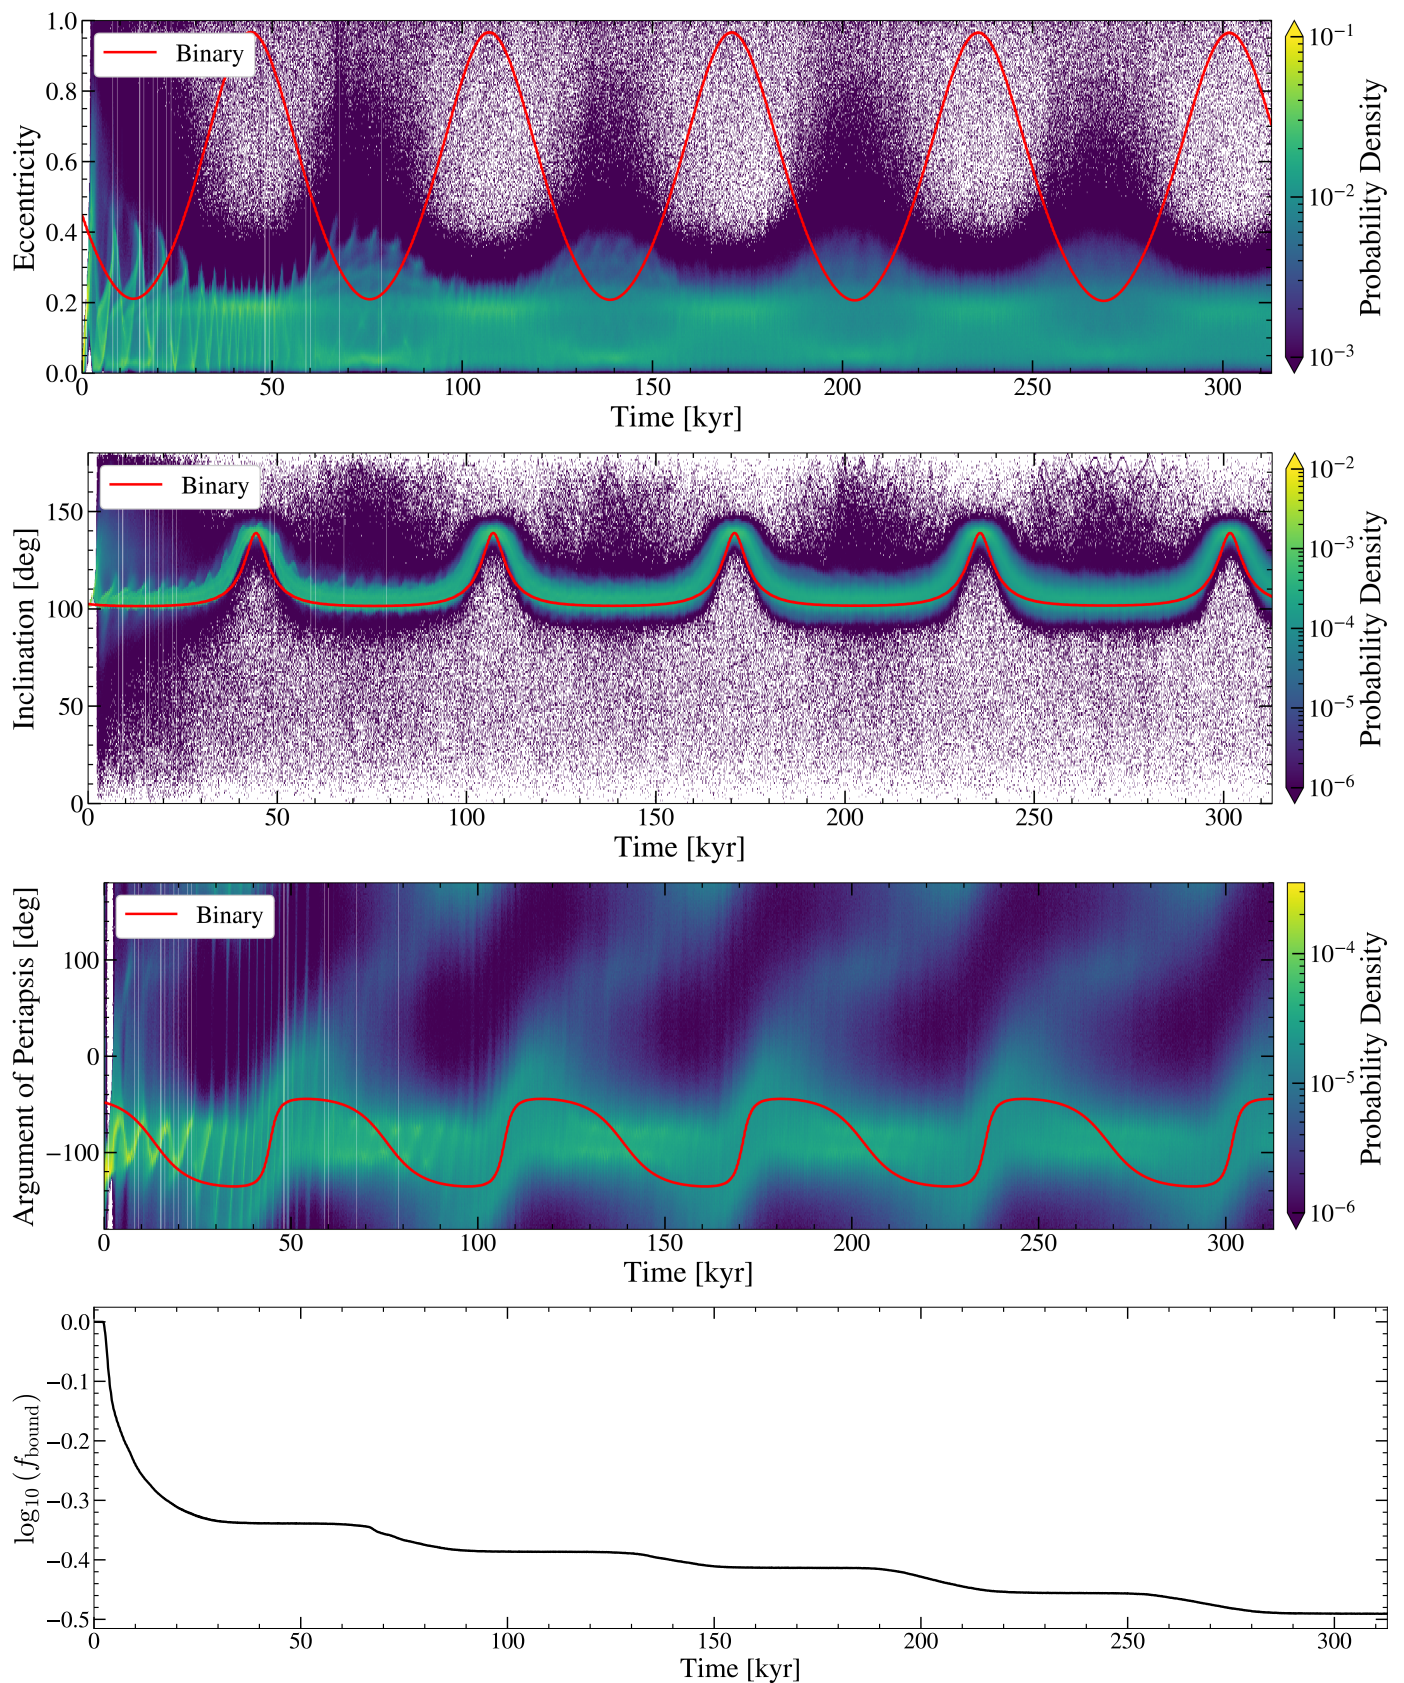 1.0
0.8
0.6
0.4
0.2
0.0
Eccentricity
Binary
0 50 100 150 200 250 300
Time [kyr]
10−1
10−2
10−3
Probability Density
150
100
50
0
Inclination [deg]
Binary
0 50 100 150 200 250 300
Time [kyr]
10−2
10−3
10−4
10−5
10−6
Probability Density
100
0
−100
Argument of Periapsis [deg]
Binary
0 50 100 150 200 250 300
Time [kyr]
10−4
10−5
10−6
Probability Density
0.0
−0.1
−0.2
−0.3
−0.4
−0.5
log10 (fbound)
0 50 100 150 200 250 300
Time [kyr]